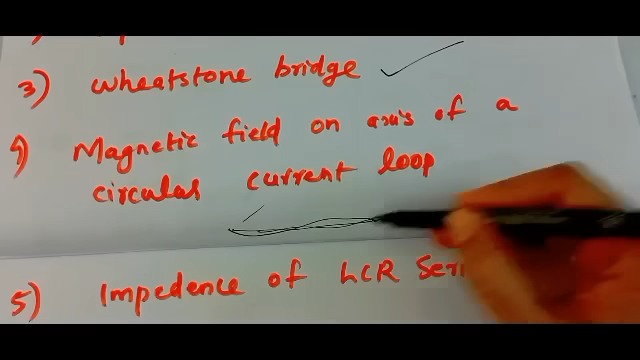 3) Wheatstone bridge
4) Magnetic field on axis of a
circular current loop
5) Impedence of LCR